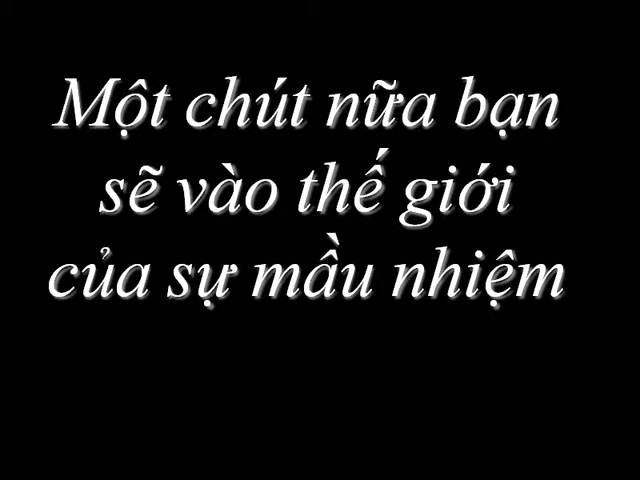 Một chút nữa bạn
sẽ vào thế giới
của sự mầu nhiệm